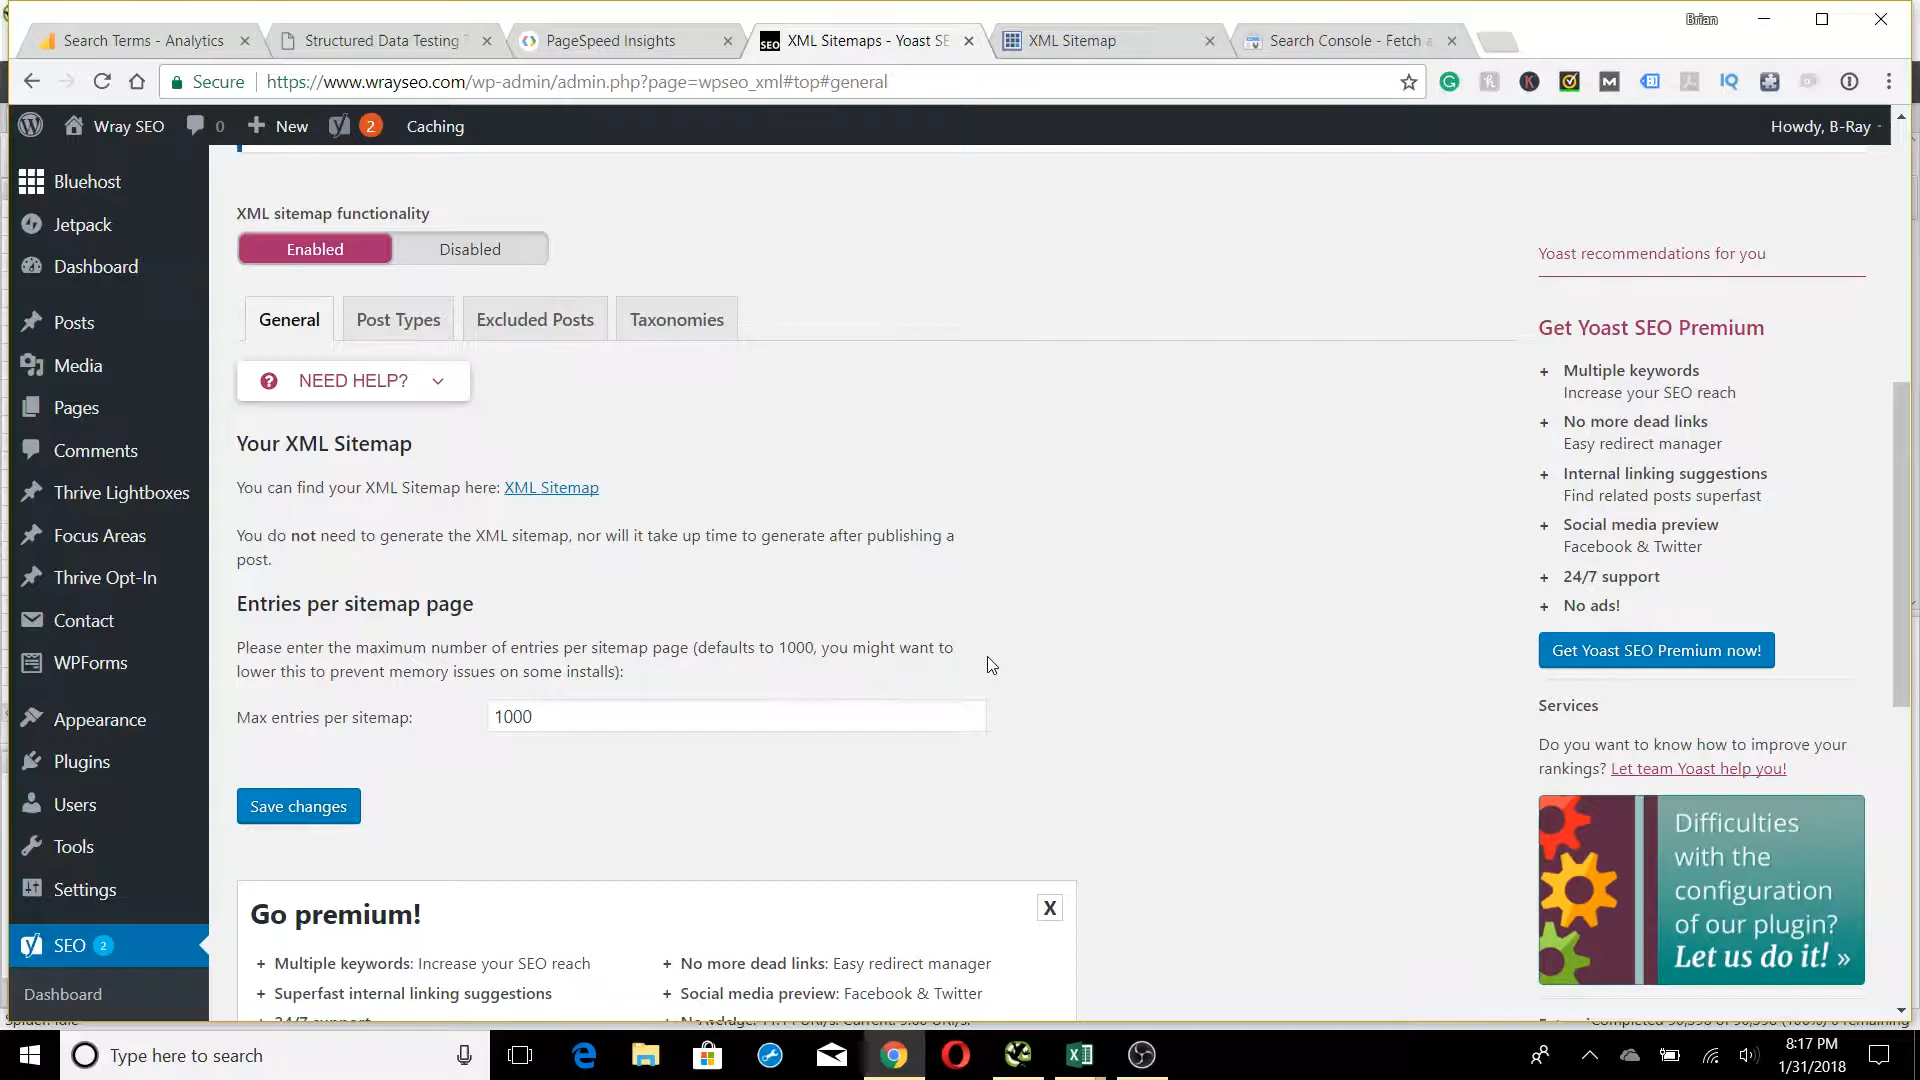 Brian
Search Terms - Analytics
Structured Data Testing
PageSpeed Insights
SEO XML Sitemaps - Yoast SE
XML Sitemap
Search Console - Fetch a
Secure https://www.wrayseo.com/wp-admin/admin.php?page=wpseo_xml#top#general
Wray SEO 0 New 2 Caching
Howdy, B-Ray
Bluehost
Jetpack
Dashboard
Posts
Media
Pages
Comments
Thrive Lightboxes
Focus Areas
Thrive Opt-In
Contact
WPForms
Appearance
Plugins
Users
Tools
Settings
SEO 2
Dashboard
XML sitemap functionality
Enabled Disabled
General Post Types Excluded Posts Taxonomies
NEED HELP?
Your XML Sitemap
You can find your XML Sitemap here: XML Sitemap
You do not need to generate the XML sitemap, nor will it take up time to generate after publishing a
post.
Entries per sitemap page
Please enter the maximum number of entries per sitemap page (defaults to 1000, you might want to
lower this to prevent memory issues on some installs):
Max entries per sitemap: 1000
Save changes
Go premium!
X
+ Multiple keywords: Increase your SEO reach
+ No more dead links: Easy redirect manager
+ Superfast internal linking suggestions
+ Social media preview: Facebook & Twitter
Yoast recommendations for you
Get Yoast SEO Premium
+ Multiple keywords
Increase your SEO reach
+ No more dead links
Easy redirect manager
+ Internal linking suggestions
Find related posts superfast
+ Social media preview
Facebook & Twitter
+ 24/7 support
+ No ads!
Get Yoast SEO Premium now!
Services
Do you want to know how to improve your
rankings? Let team Yoast help you!
Difficulties
with the
configuration
of our plugin?
Let us do it! »
Type here to search
8:17 PM
1/31/2018